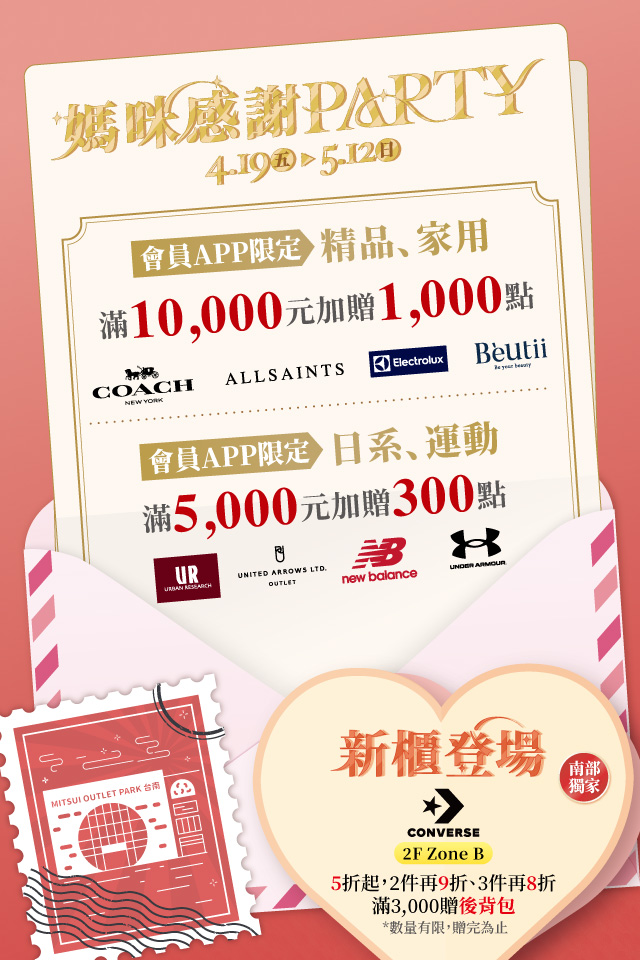 媽咪感謝PARTY
4.19五▸5.12日
會員APP限定 精品、家用
滿10,000元加贈1,000點
COACH
NEW YORK
ALLSAINTS
Electrolux
Beutii
Be your beauty
會員APP限定 日系、運動
滿5,000元加贈300點
UR
URBAN RESEARCH
UNITED ARROWS LTD.
OUTLET
NB
new balance
UNDER ARMOUR.
MITSUI OUTLET PARK 台南
新櫃登場
南部
獨家
CONVERSE
2F Zone B
5折起,2件再9折、3件再8折
滿3,000贈後背包
*數量有限,贈完為止